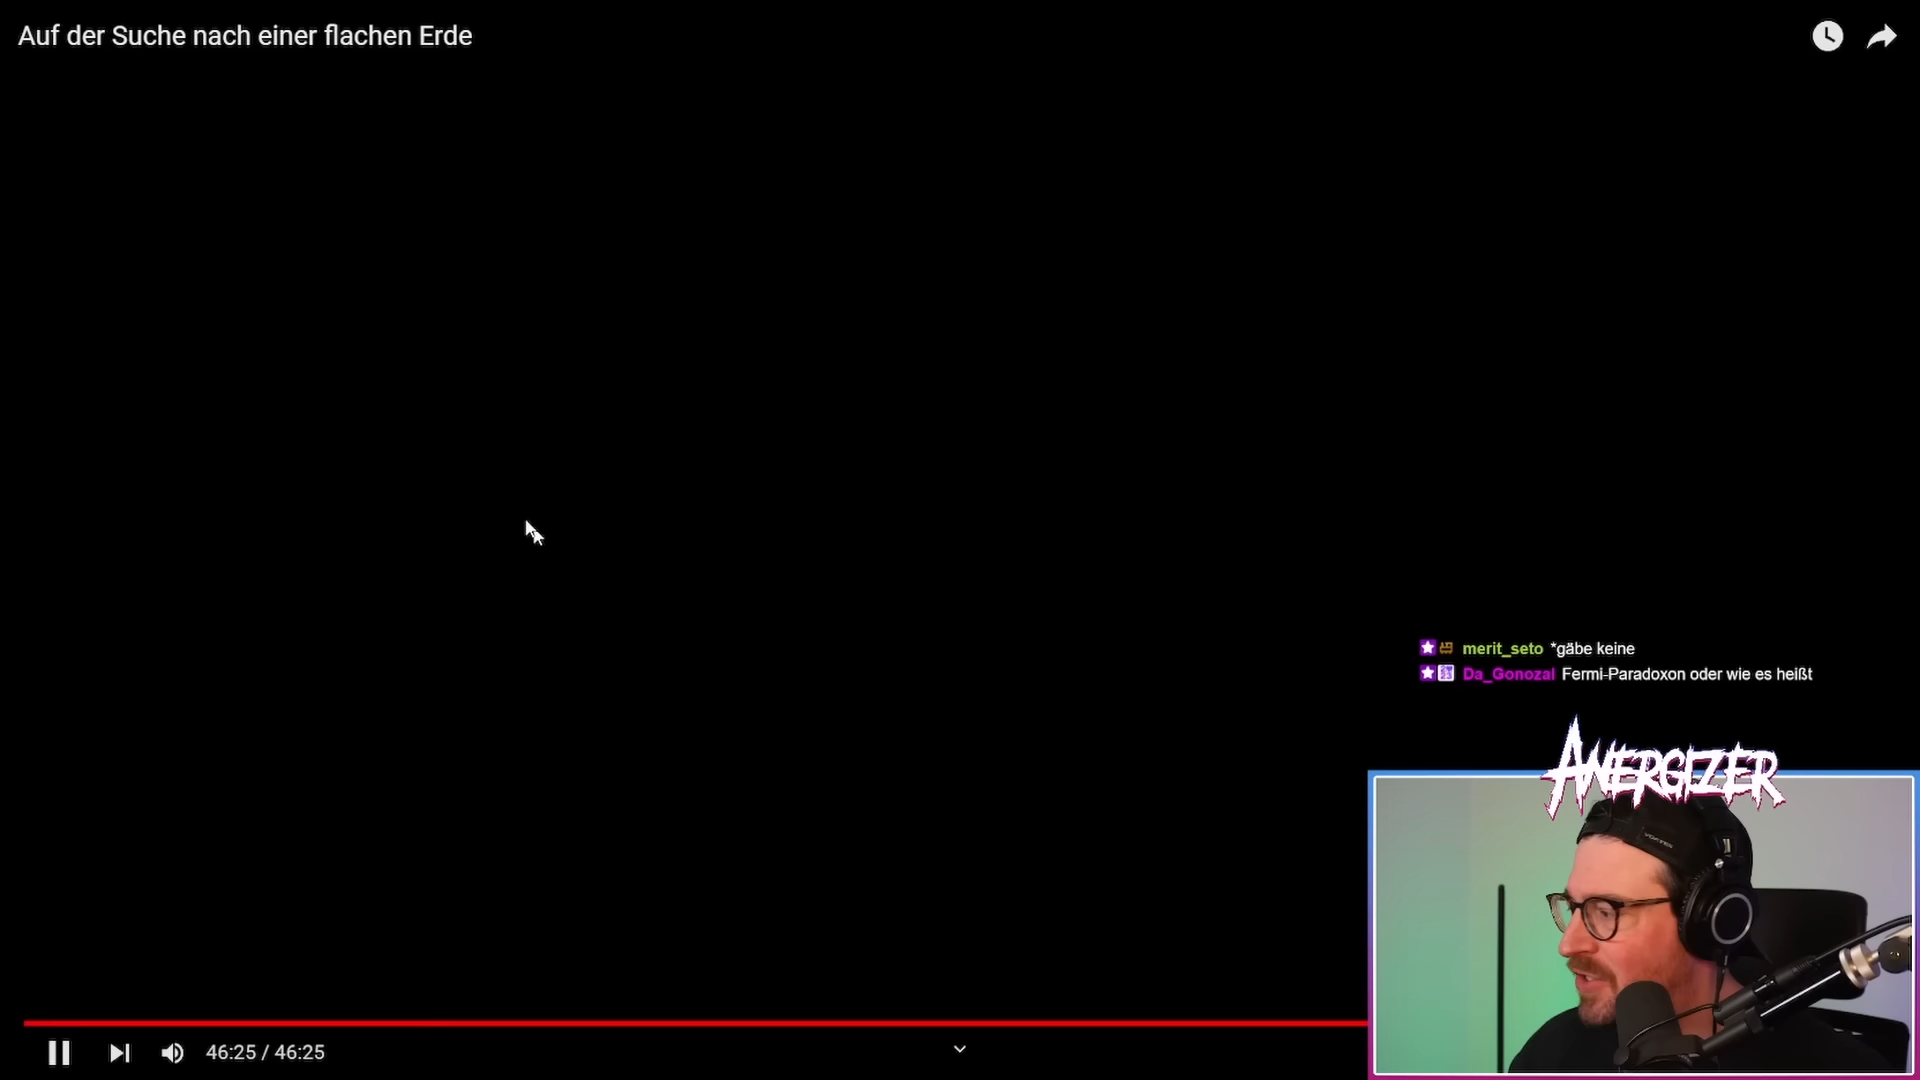 Auf der Suche nach einer flachen Erde
merit_seto *gäbe keine
Da_Gonozal Fermi-Paradoxon oder wie es heißt
ANERGIZER
46:25 / 46:25